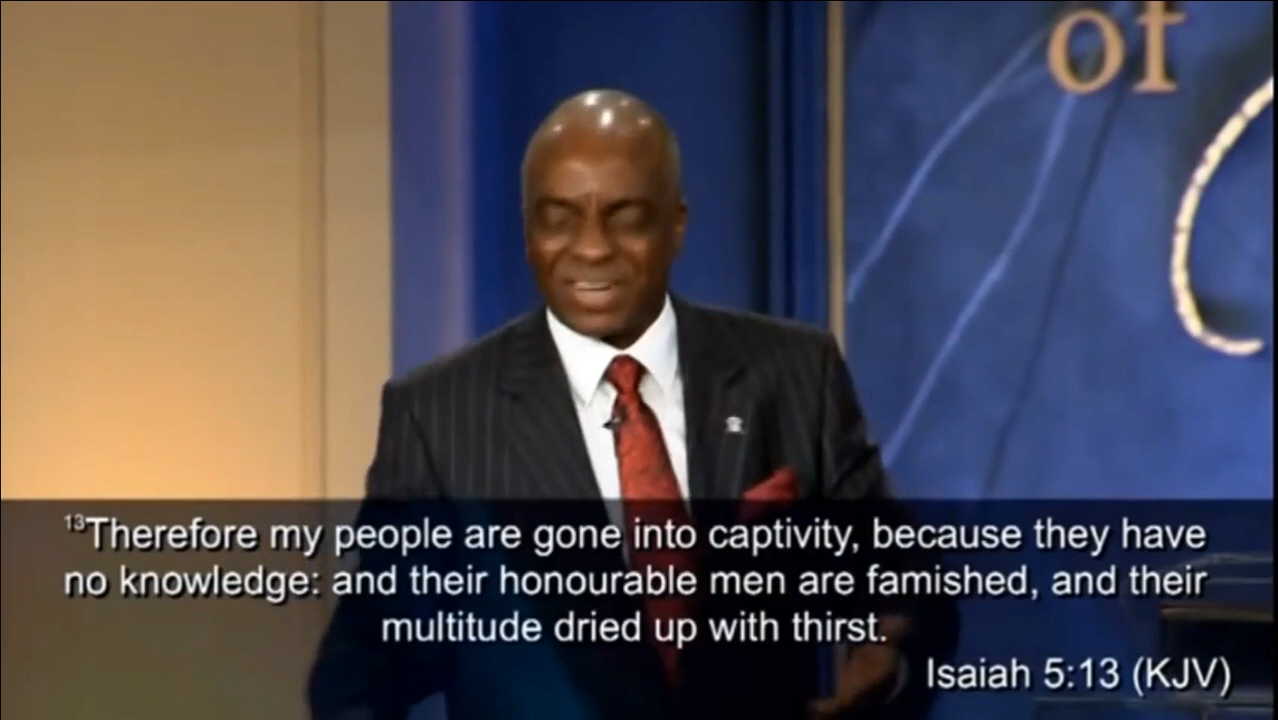 of
¹³Therefore my people are gone into captivity, because they have
no knowledge: and their honourable men are famished, and their
multitude dried up with thirst.
Isaiah 5:13 (KJV)